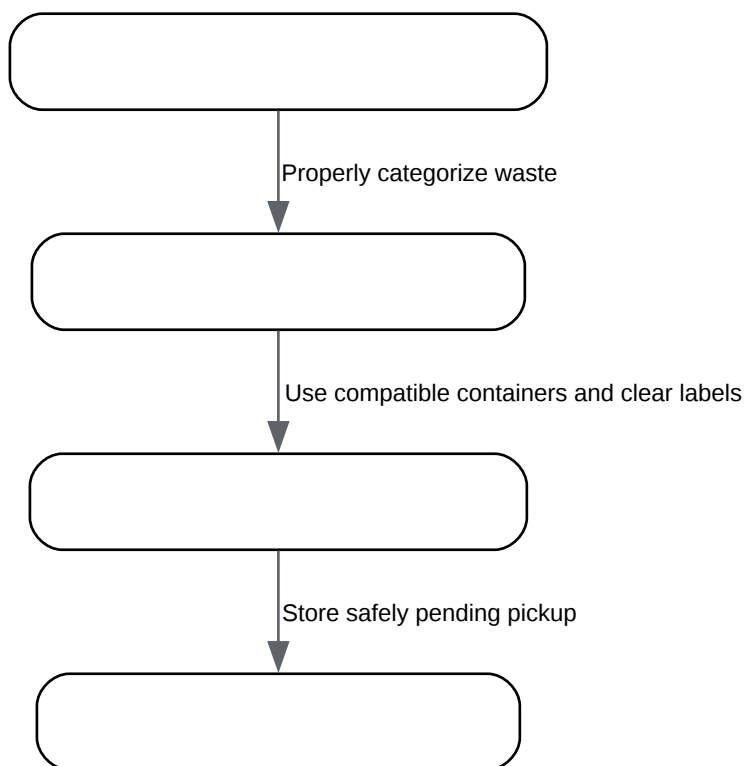 Properly categorize waste
Use compatible containers and clear labels
Store safely pending pickup